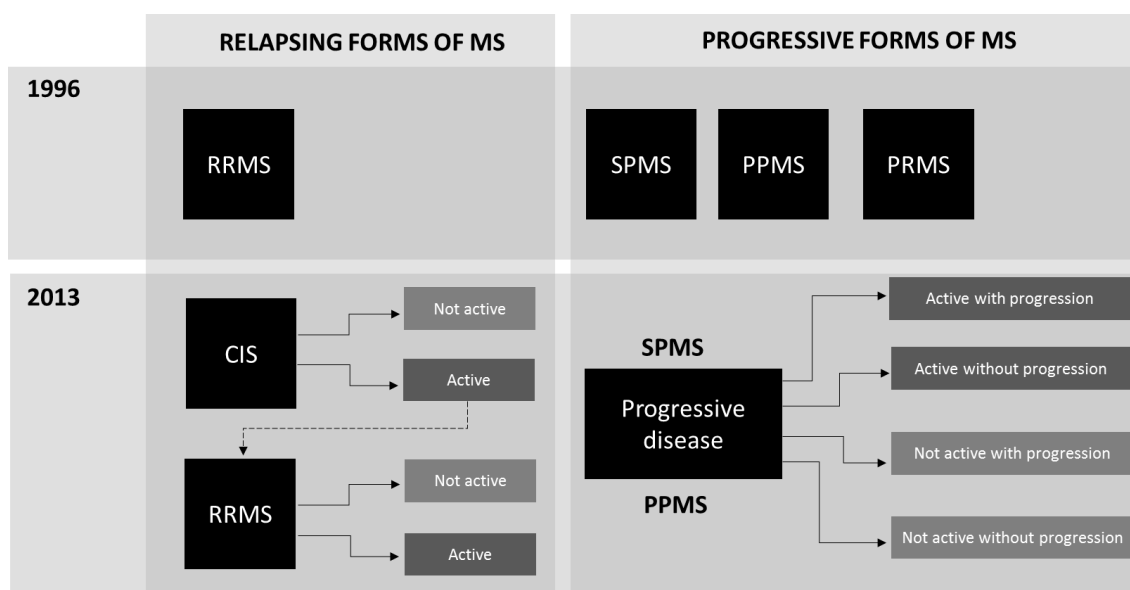 RELAPSING FORMS OF MS
PROGRESSIVE FORMS OF MS
1996
RRMS
SPMS
PPMS
PRMS
2013
CIS
Not active
Active
RRMS
Not active
Active
SPMS
Progressive
disease
PPMS
Active with progression
Active without progression
Not active with progression
Not active without progression